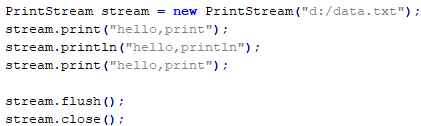 PrintStream stream = new PrintStream("d:/data.txt");
stream.print("hello,print");
stream.println("hello,println");
stream.print("hello,print");
stream.flush();
stream.close();